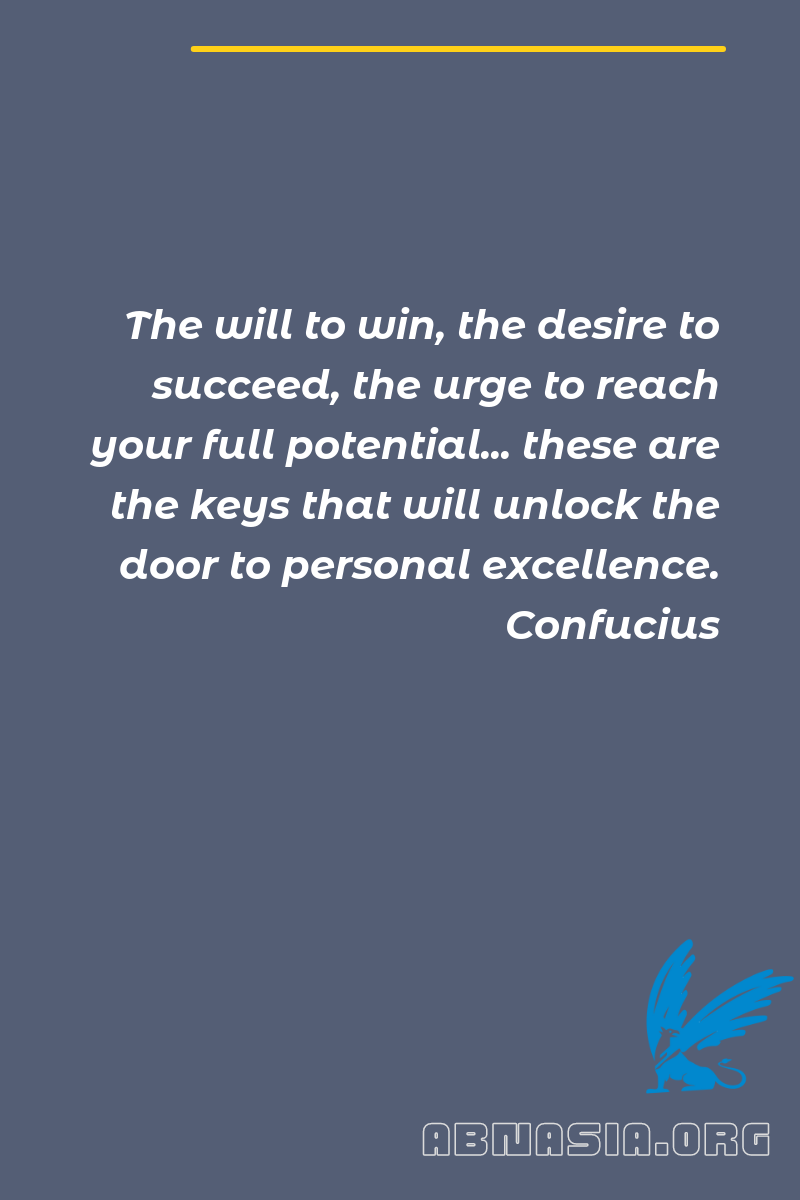 The will to win, the desire to
succeed, the urge to reach
your full potential... these are
the keys that will unlock the
door to personal excellence.
Confucius
ABNASIA.ORG